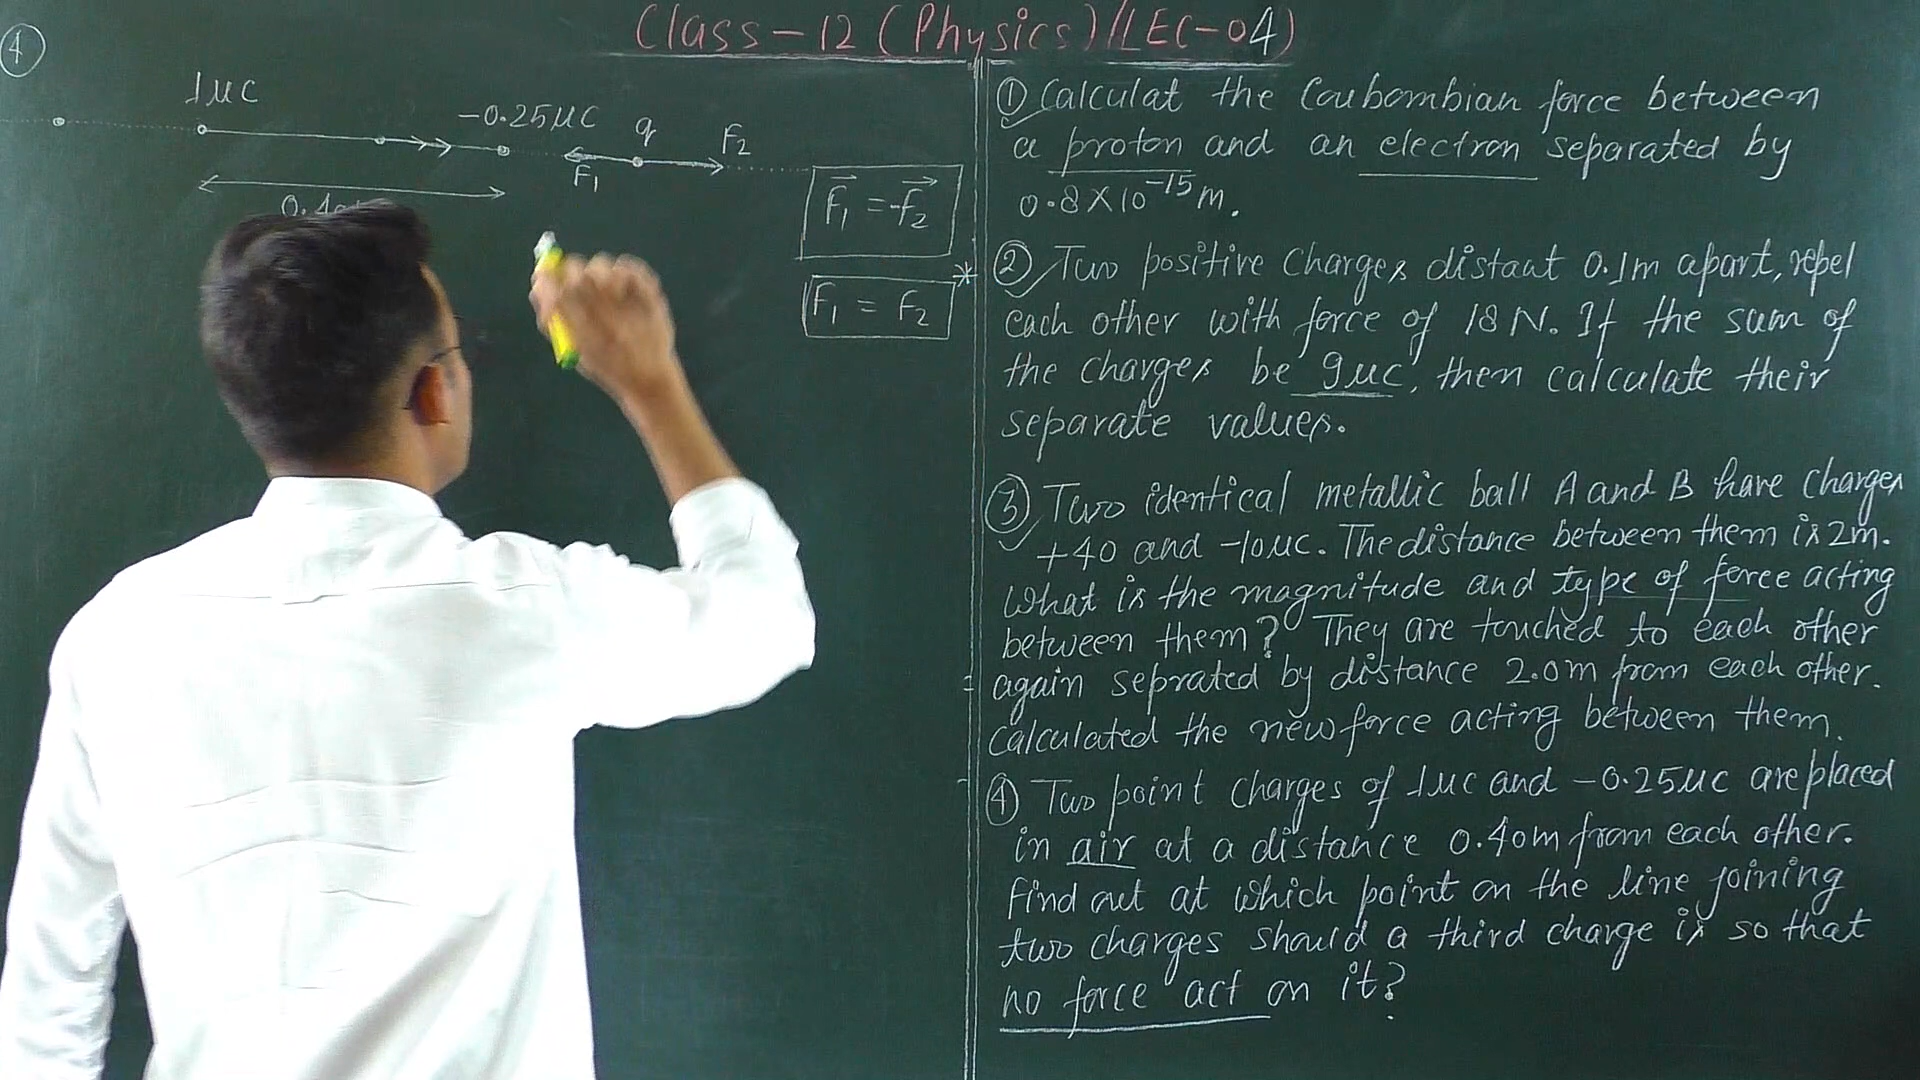 Class-12 (Physics)/LEC-04)
4
1μC
-0.25μC q F2
F1
0.40
F1 = -F2
F1 = F2 *
① Calculat the Coubombian force between
a proton and an electron separated by
0.8×10^-15 m.
② Two positive charges distant 0.1m apart, repel
each other with force of 18 N. If the sum of
the charges be 9μc, then calculate their
separate values.
③ Two identical metallic ball A and B have charges
+40 and -10μc. The distance between them is 2m.
What is the magnitude and type of force acting
between them? They are touched to each other
again seprated by distance 2.0m from each other.
Calculated the new force acting between them.
④ Two point charges of 1μc and -0.25μc are placed
in air at a distance 0.40m from each other.
Find out at which point on the line joining
two charges should a third charge is so that
no force act on it?